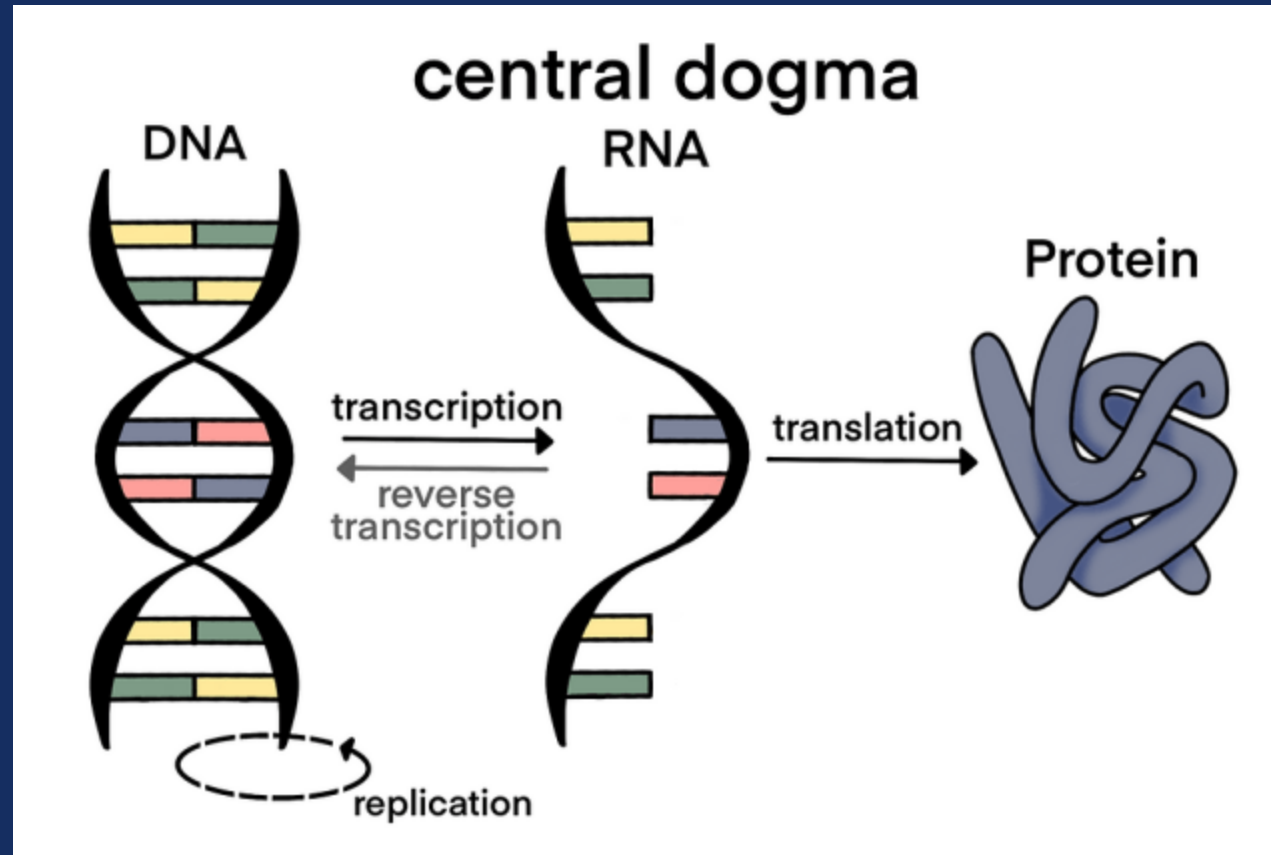 central dogma
DNA
RNA
Protein
transcription
reverse
transcription
translation
replication